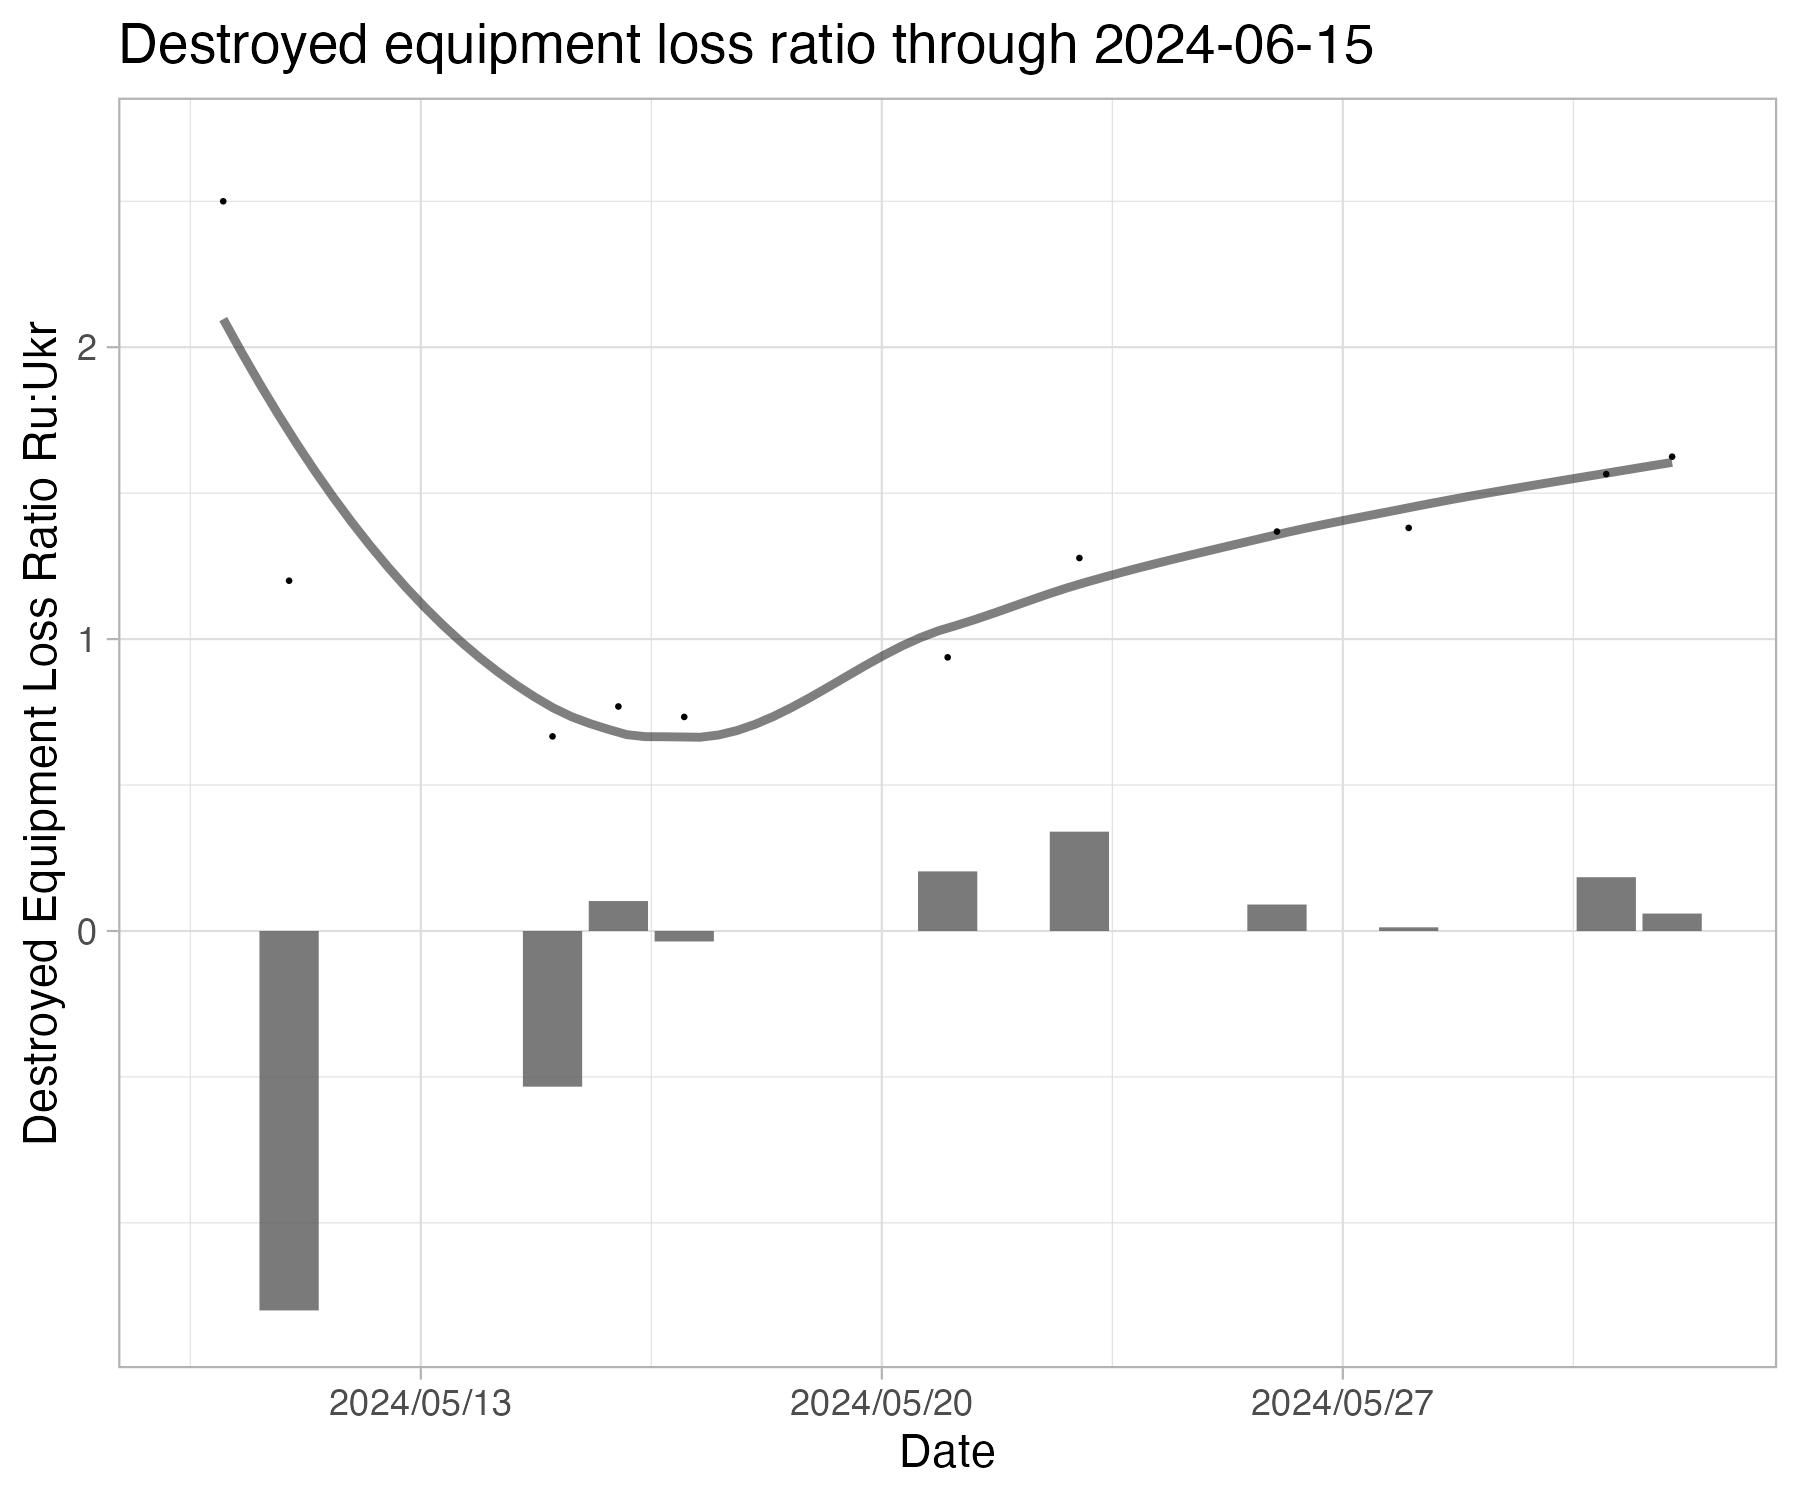 Destroyed equipment loss ratio through 2024-06-15
Destroyed Equipment Loss Ratio Ru:Ukr
2
1
0
2024/05/13
2024/05/20
2024/05/27
Date